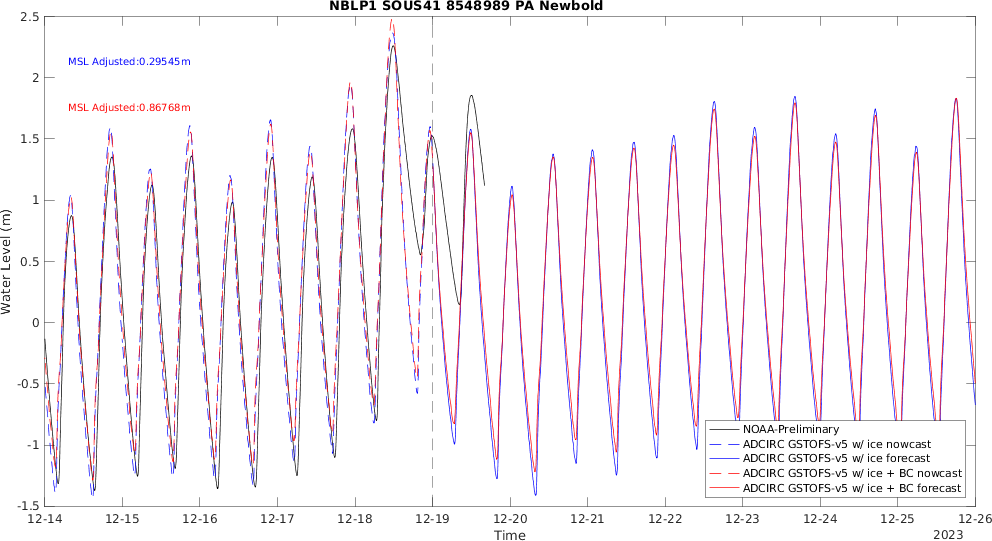 NBLP1 SOUS41 8548989 PA Newbold
MSL Adjusted:0.29545m
MSL Adjusted:0.86768m
Water Level (m)
2.5
2
1.5
1
0.5
0
-0.5
-1
-1.5
12-14
12-15
12-16
12-17
12-18
12-19
12-20
12-21
12-22
12-23
12-24
12-25
12-26
Time
2023
NOAA-Preliminary
ADCIRC GSTOFS-v5 w/ ice nowcast
ADCIRC GSTOFS-v5 w/ ice forecast
ADCIRC GSTOFS-v5 w/ ice + BC nowcast
ADCIRC GSTOFS-v5 w/ ice + BC forecast